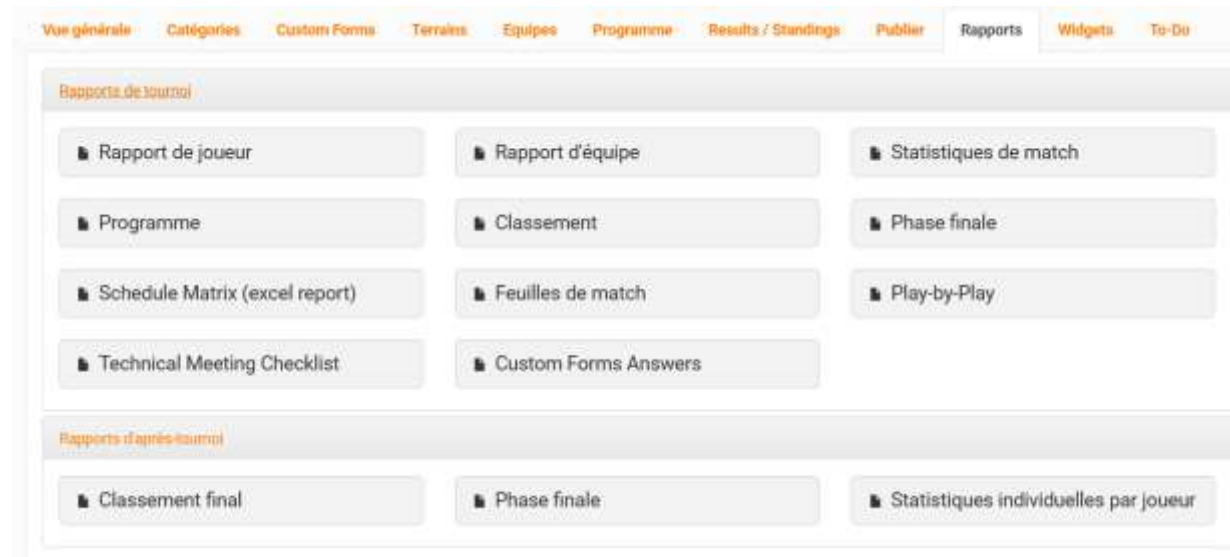 Vue générale Catégories Custom Forms Terrains Equipes Programme Results / Standings Publier Rapports Widgets To-Do
Rapports de tournoi
Rapport de joueur Rapport d'équipe Statistiques de match
Programme Classement Phase finale
Schedule Matrix (excel report) Feuilles de match Play-by-Play
Technical Meeting Checklist Custom Forms Answers
Rapports d'après-tournoi
Classement final Phase finale Statistiques individuelles par joueur